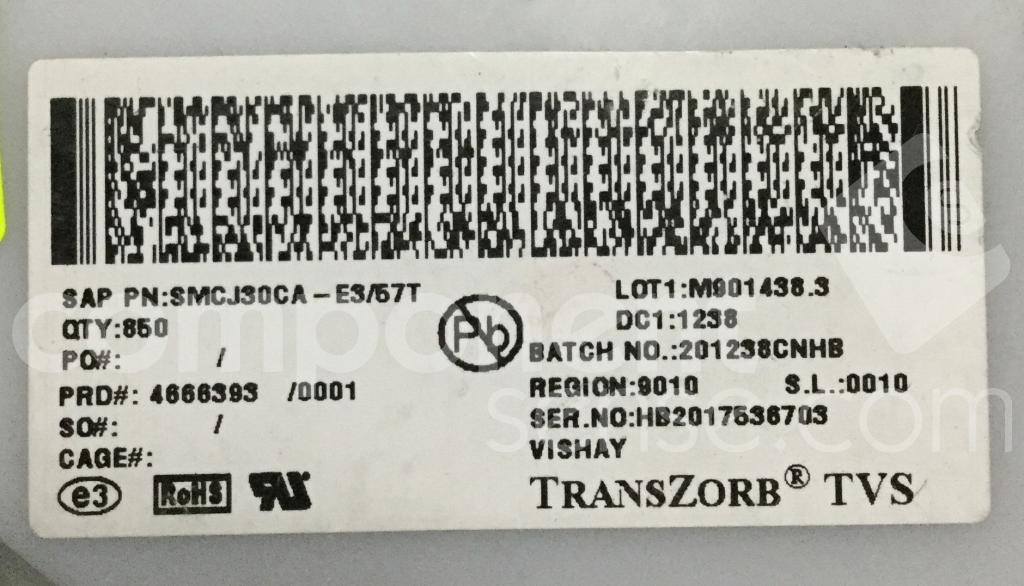 SAP PN:SMCJ30CA-E3/57T
QTY:850
PO#: /
PRD#: 4666393 /0001
SO#: /
CAGE#:
e3 RoHS
Pb
LOT1:M901438.3
DC1:1238
BATCH NO.:201238CNHB
REGION:9010 S.L.:0010
SER.NO:HB2017536703
VISHAY
TRANSZORB® TVS
component
sense.com